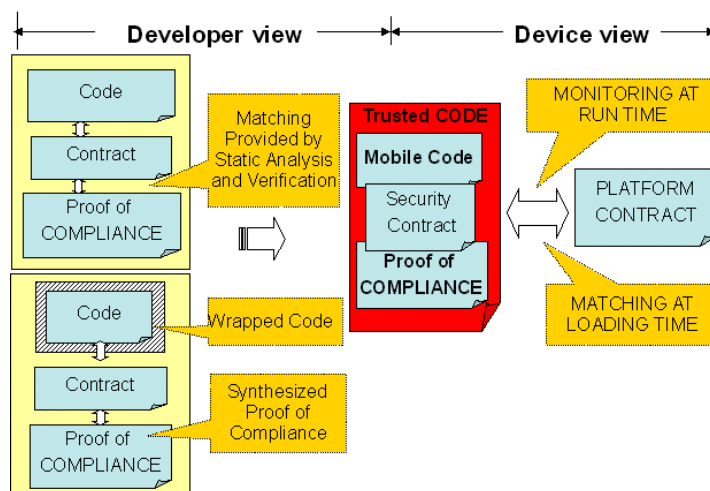 Developer view
Device view
Code
Contract
Proof of
COMPLIANCE
Matching
Provided by
Static Analysis
and Verification
Trusted CODE
Mobile Code
Security
Contract
Proof of
COMPLIANCE
MONITORING AT
RUN TIME
PLATFORM
CONTRACT
MATCHING AT
LOADING TIME
Code
Wrapped Code
Contract
Synthesized
Proof of
Compliance
Proof of
COMPLIANCE